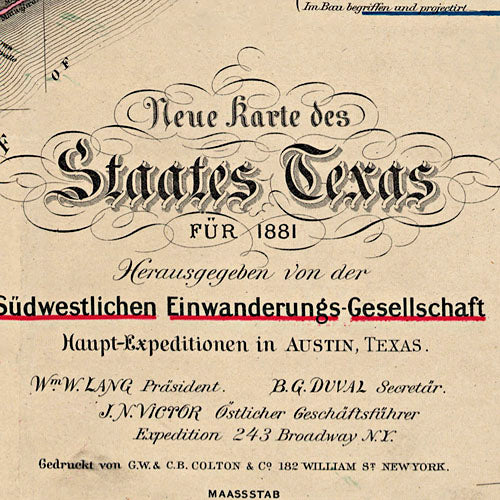 (Im Bau begriffen und projectirt
OF
F
Neue Karte des
Staates Texas
FÜR 1881
Herausgegeben von der
Südwestlichen Einwanderungs-Gesellschaft
Haupt-Expeditionen in AUSTIN, TEXAS.
Wm W. LANG Präsident. B.G. DUVAL Secretär.
J.N. VICTOR Östlicher Geschäftsführer
Expedition 243 Broadway N.Y.
Gedruckt von G.W. & C.B. COLTON & Co 182 WILLIAM ST NEW YORK.
MAASSSTAB